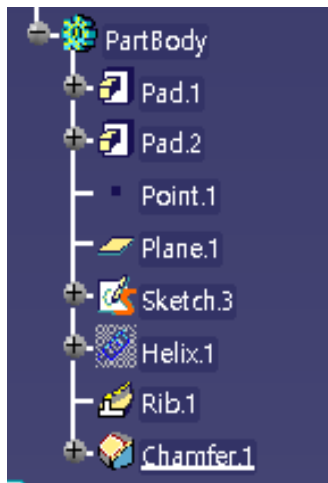 PartBody
Pad.1
Pad.2
Point.1
Plane.1
Sketch.3
Helix.1
Rib.1
Chamfer.1